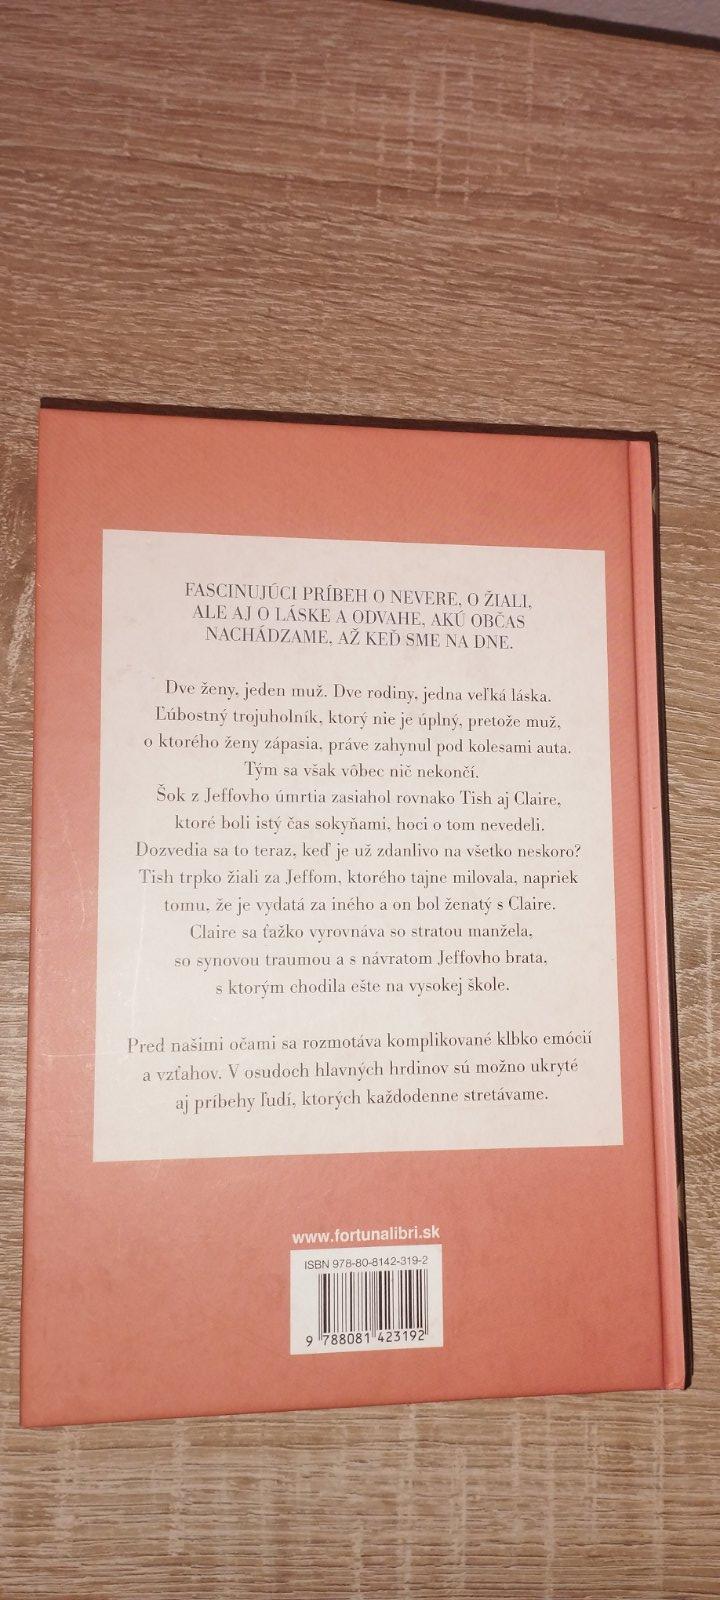 FASCINUJÚCI PRÍBEH O NEVERE, O ŽIALI,
ALE AJ O LÁSKE A ODVAHE, AKÚ OBČAS
NACHÁDZAME, AŽ KEĎ SME NA DNE.
Dve ženy, jeden muž. Dve rodiny, jedna veľká láska.
Ľúbostný trojuholník, ktorý nie je úplný, pretože muž,
o ktorého ženy zápasia, práve zahynul pod kolesami auta.
Tým sa však vôbec nič nekončí.
Šok z Jeffovho úmrtia zasiahol rovnako Tish aj Claire,
ktoré boli istý čas sokyňami, hoci o tom nevedeli.
Dozvedia sa to teraz, keď je už zdanlivo na všetko neskoro?
Tish trpko žiali za Jeffom, ktorého tajne milovala, napriek
tomu, že je vydatá za iného a on bol ženatý s Claire.
Claire sa ťažko vyrovnáva so stratou manžela,
so synovou traumou a s návratom Jeffovho brata,
s ktorým chodila ešte na vysokej škole.
Pred našimi očami sa rozmotáva komplikované klbko emócií
a vzťahov. V osudoch hlavných hrdinov sú možno ukryté
aj príbehy ľudí, ktorých každodenne stretávame.
www.fortunalibri.sk
ISBN 978-80-8142-319-2
9 788081 423192